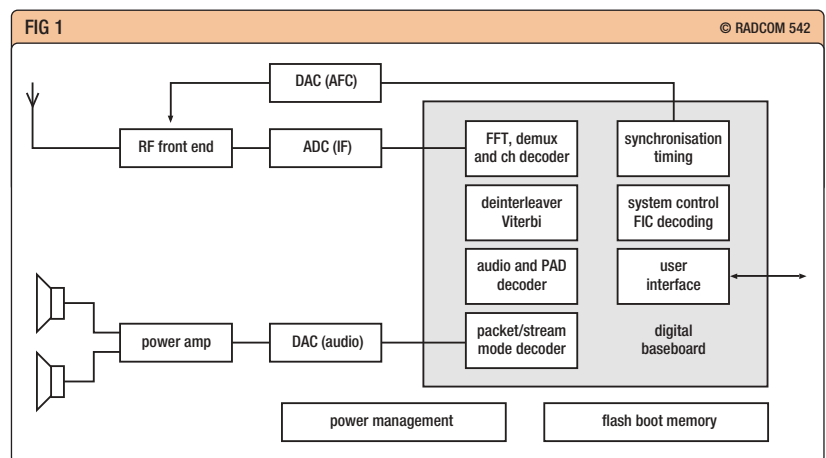 FIG 1
© RADCOM 542
DAC (AFC)
RF front end
ADC (IF)
FFT, demux
and ch decoder
synchronisation
timing
deinterleaver
Viterbi
system control
FIC decoding
audio and PAD
decoder
user
interface
power amp
DAC (audio)
packet/stream
mode decoder
digital
baseboard
power management
flash boot memory